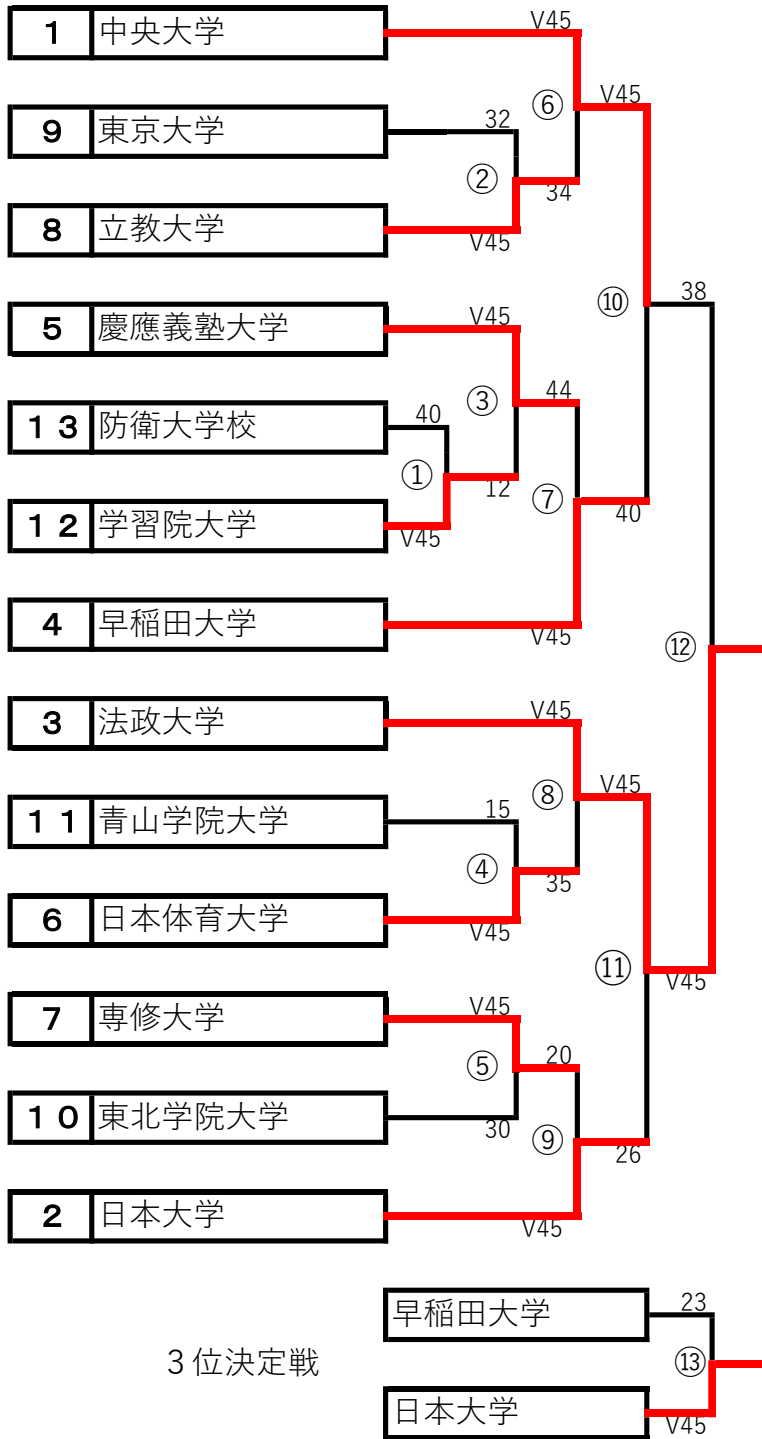 V45
1 中央大学
⑥ V45
9 東京大学 32
② 34
8 立教大学 V45
⑩ 38
5 慶應義塾大学 V45
③ 44
13 防衛大学校 40
① 12 ⑦ 40
12 学習院大学 V45
4 早稲田大学 V45
⑫
3 法政大学 V45
⑧ V45
11 青山学院大学 15
④ 35
6 日本体育大学 V45
⑪ V45
7 専修大学 V45
⑤ 20
10 東北学院大学 30
⑨ 26
2 日本大学 V45
早稲田大学 23
3位決定戦 ⑬
日本大学 V45